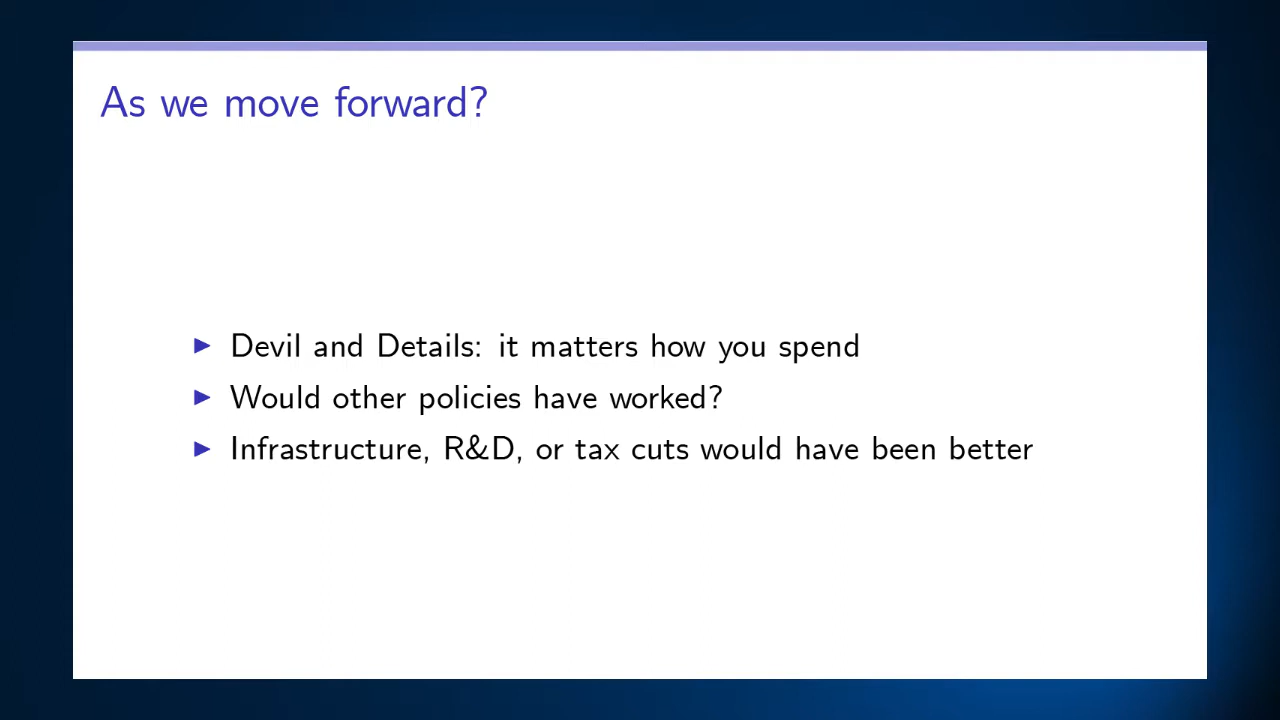 As we move forward?
Devil and Details: it matters how you spend
Would other policies have worked?
Infrastructure, R&D, or tax cuts would have been better